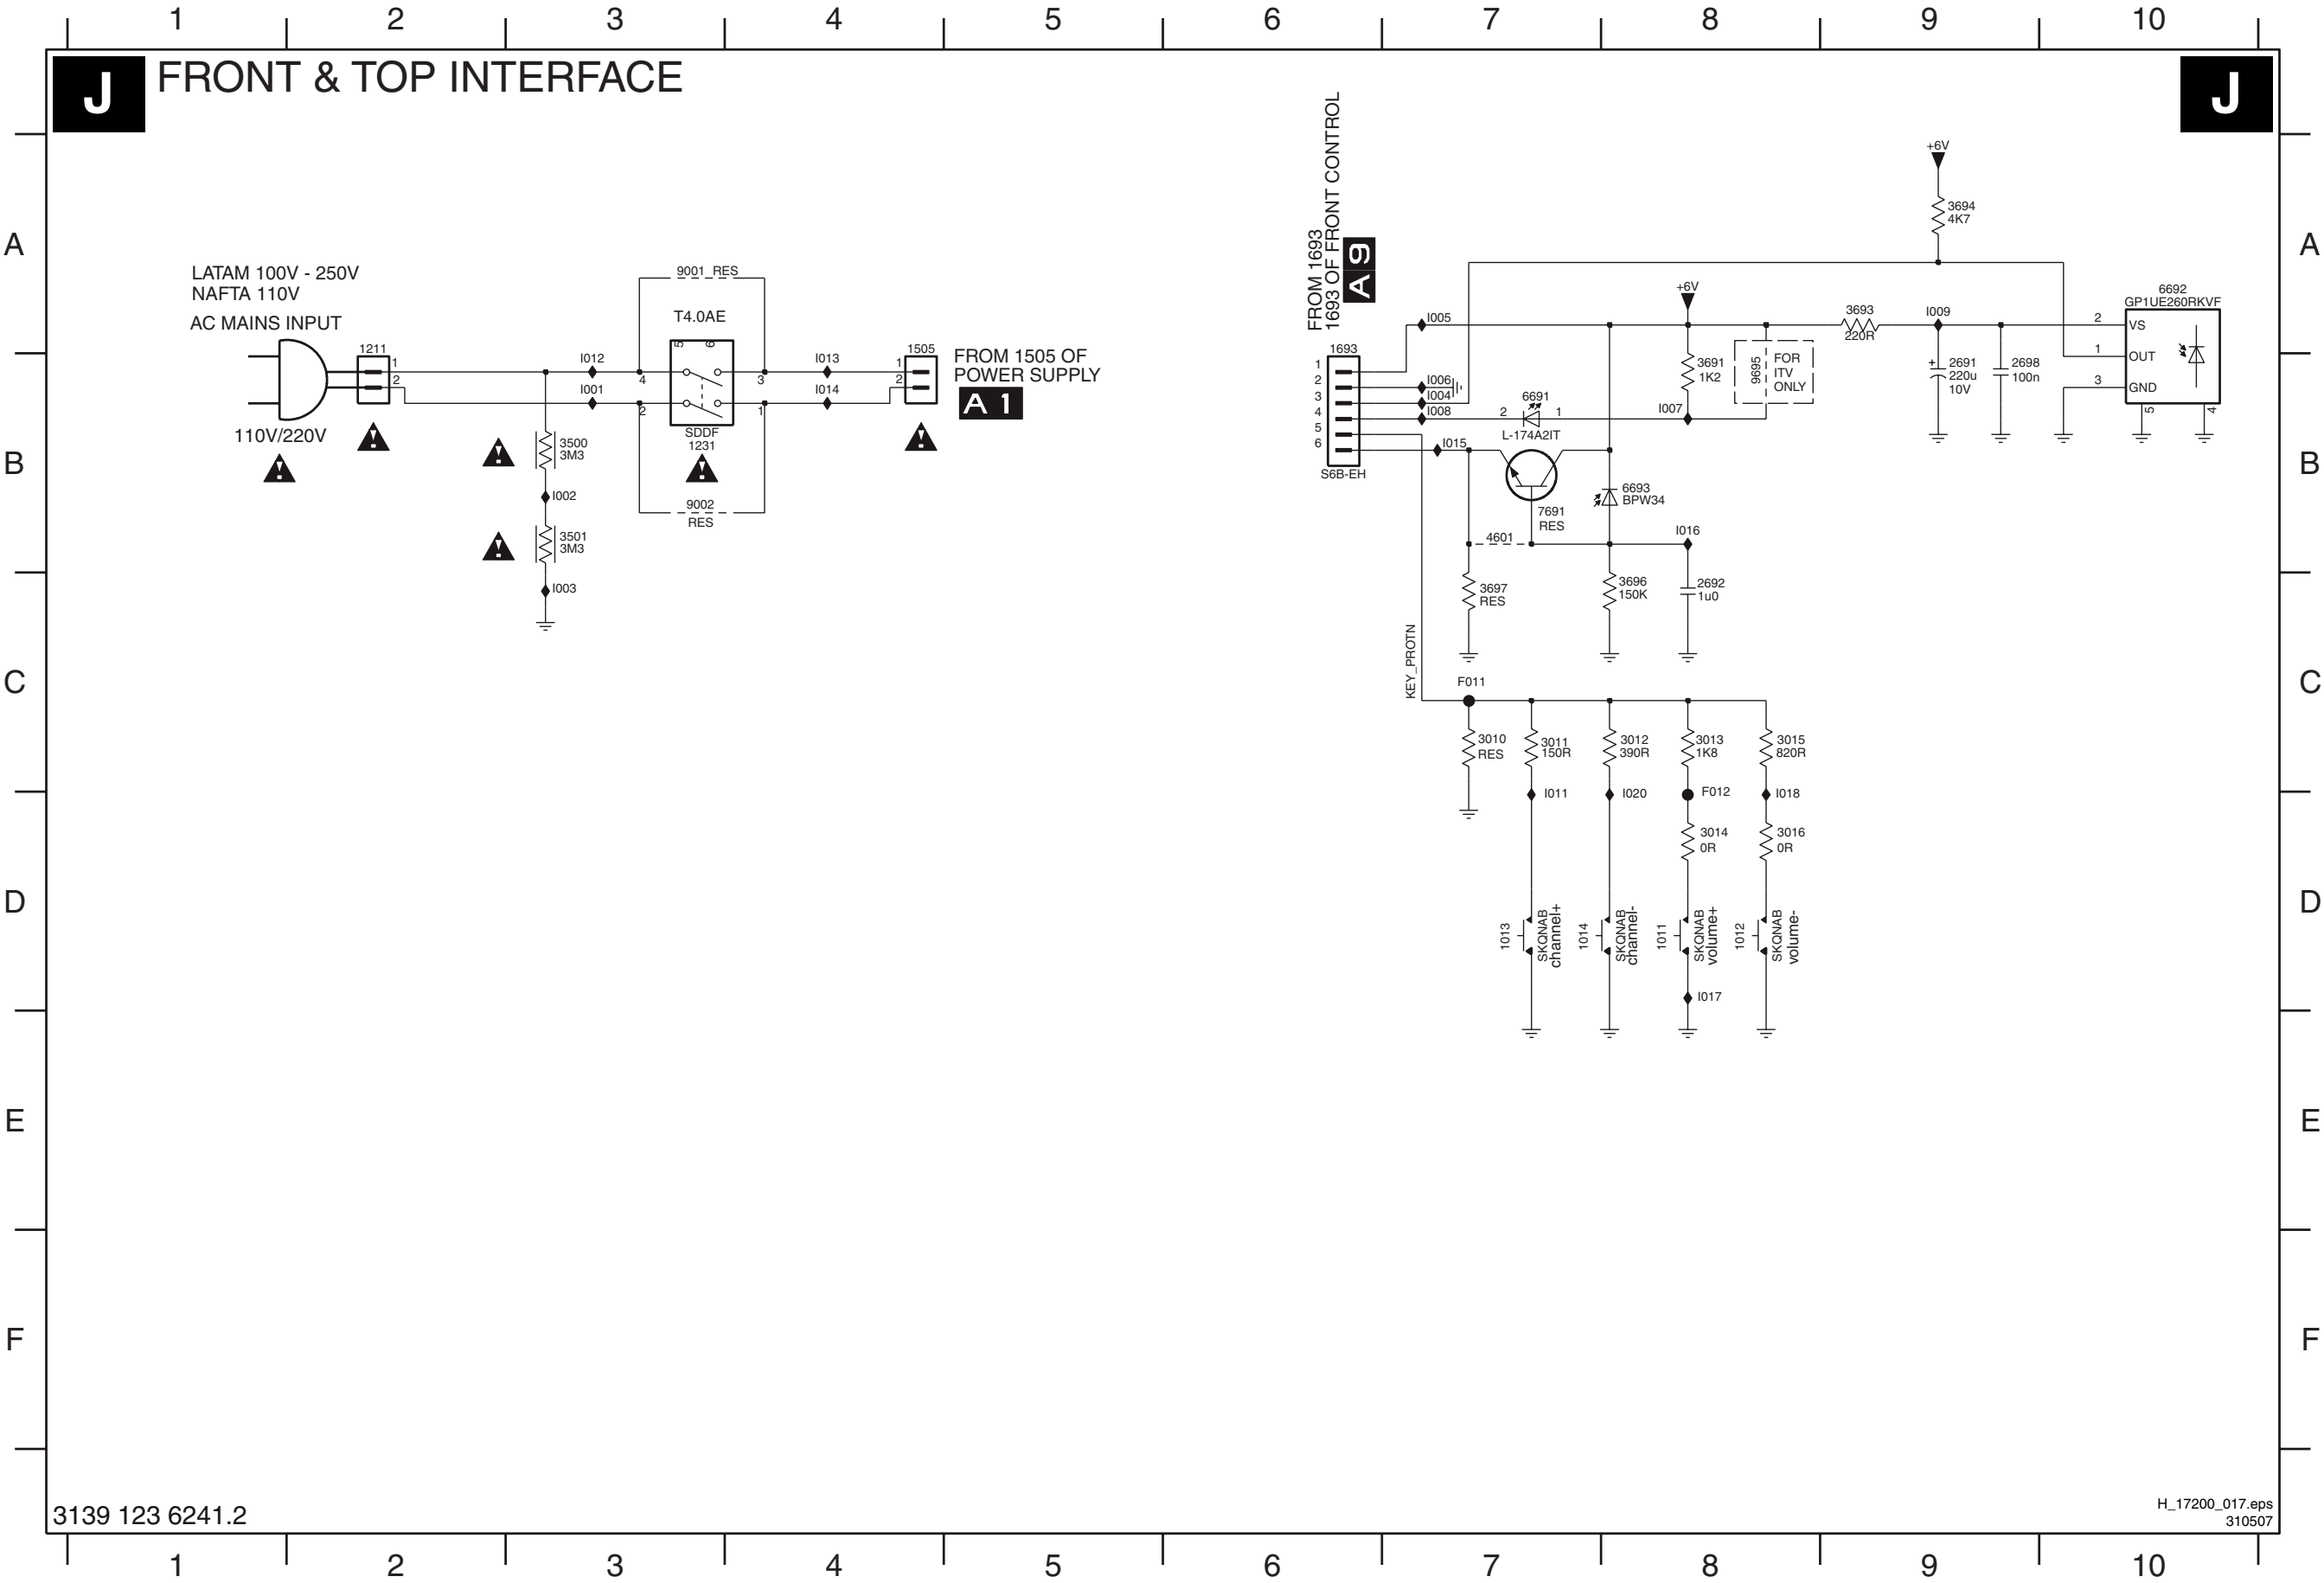 1 2 3 4 5 6 7 8 9 10
J FRONT & TOP INTERFACE
J
A
A
B
B
C
C
D
D
E
E
F
F
LATAM 100V - 250V
NAFTA 110V
AC MAINS INPUT
110V/220V
1211
1
2
I012
I001
3500
3M3
I002
3501
3M3
I003
9001 RES
T4.0AE
5 6
4 3
2 1
SDDF
1231
9002
RES
I013
I014
1505
1
2
FROM 1505 OF
POWER SUPPLY
A 1
FROM 1693
1693 OF FRONT CONTROL
A 9
1693
1
2
3
4
5
6
S6B-EH
I005
I006
I004
I008
I015
+6V
3694
4K7
+6V
3691
1K2
9695
FOR
ITV
ONLY
I007
3693
220R
I009
+
2691
220u
10V
2698
100n
6692
GP1UE260RKVF
2 VS
1 OUT
3 GND
5 4
6691
2 1
L-174A2IT
7691
RES
6693
BPW34
4601
I016
3697
RES
3696
150K
2692
1u0
KEY_PROTN
F011
3010
RES
3011
150R
3012
390R
3013
1K8
3015
820R
I011
I020
F012
I018
3014
0R
3016
0R
1013
SKQNAB
channel+
1014
SKQNAB
channel-
1011
SKQNAB
volume+
1012
SKQNAB
volume-
I017
3139 123 6241.2
H_17200_017.eps
310507
1 2 3 4 5 6 7 8 9 10